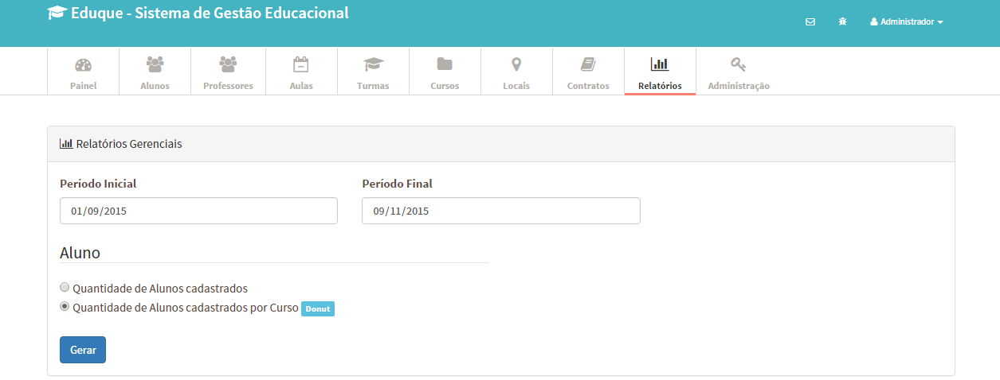 Eduque - Sistema de Gestão Educacional
Administrador
Painel
Alunos
Professores
Aulas
Turmas
Cursos
Locais
Contratos
Relatórios
Administração
Relatórios Gerenciais
Período Inicial
Período Final
01/09/2015
09/11/2015
Aluno
Quantidade de Alunos cadastrados
Quantidade de Alunos cadastrados por Curso Donut
Gerar